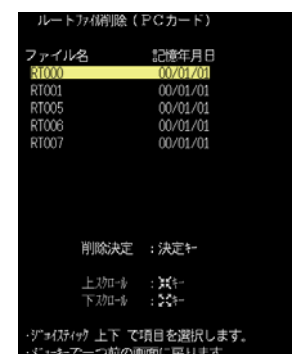 ルートファイル削除(PCカード)
ファイル名 記憶年月日
RT000 00/01/01
RT001 00/01/01
RT005 00/01/01
RT006 00/01/01
RT007 00/01/01
削除決定 :決定キー
上スクロール :キー
下スクロール :キー
・ジョイスティック 上下 で項目を選択します。
・メニューキーで一つ前の画面に戻ります。